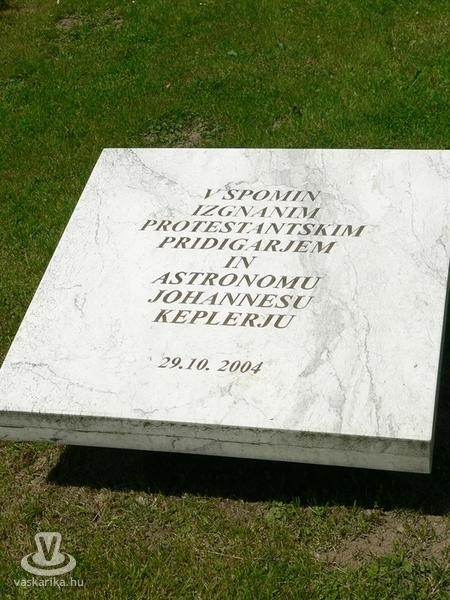 V SPOMIN
IZGNANIM
PROTESTANTSKIM
PRIDIGARJEM
IN
ASTRONOMU
JOHANNESU
KEPLERJU
29.10. 2004
vaskarika.hu